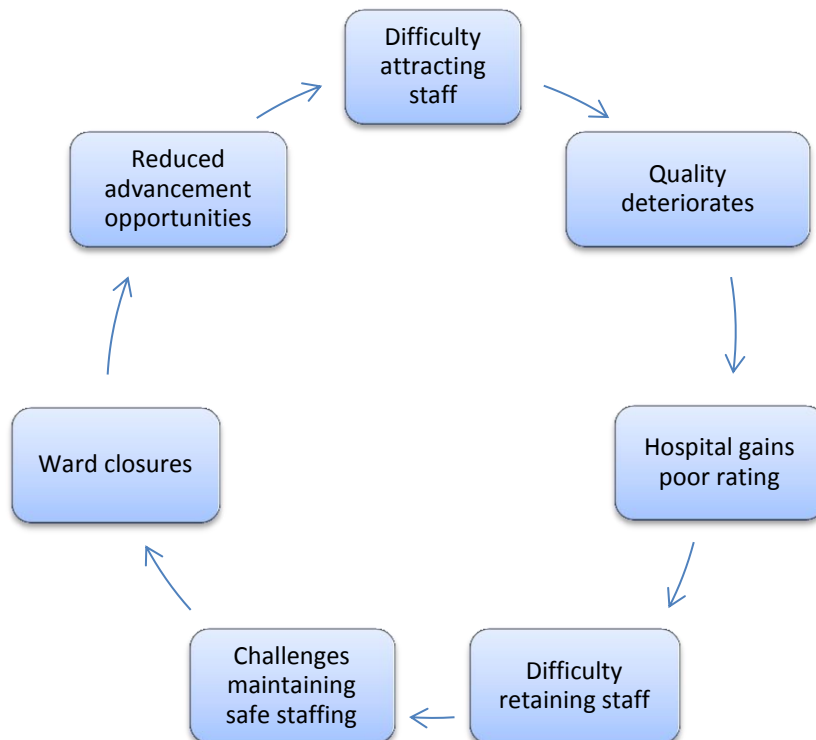 Difficulty
attracting
staff
Quality
deteriorates
Hospital gains
poor rating
Difficulty
retaining staff
Challenges
maintaining
safe staffing
Ward closures
Reduced
advancement
opportunities